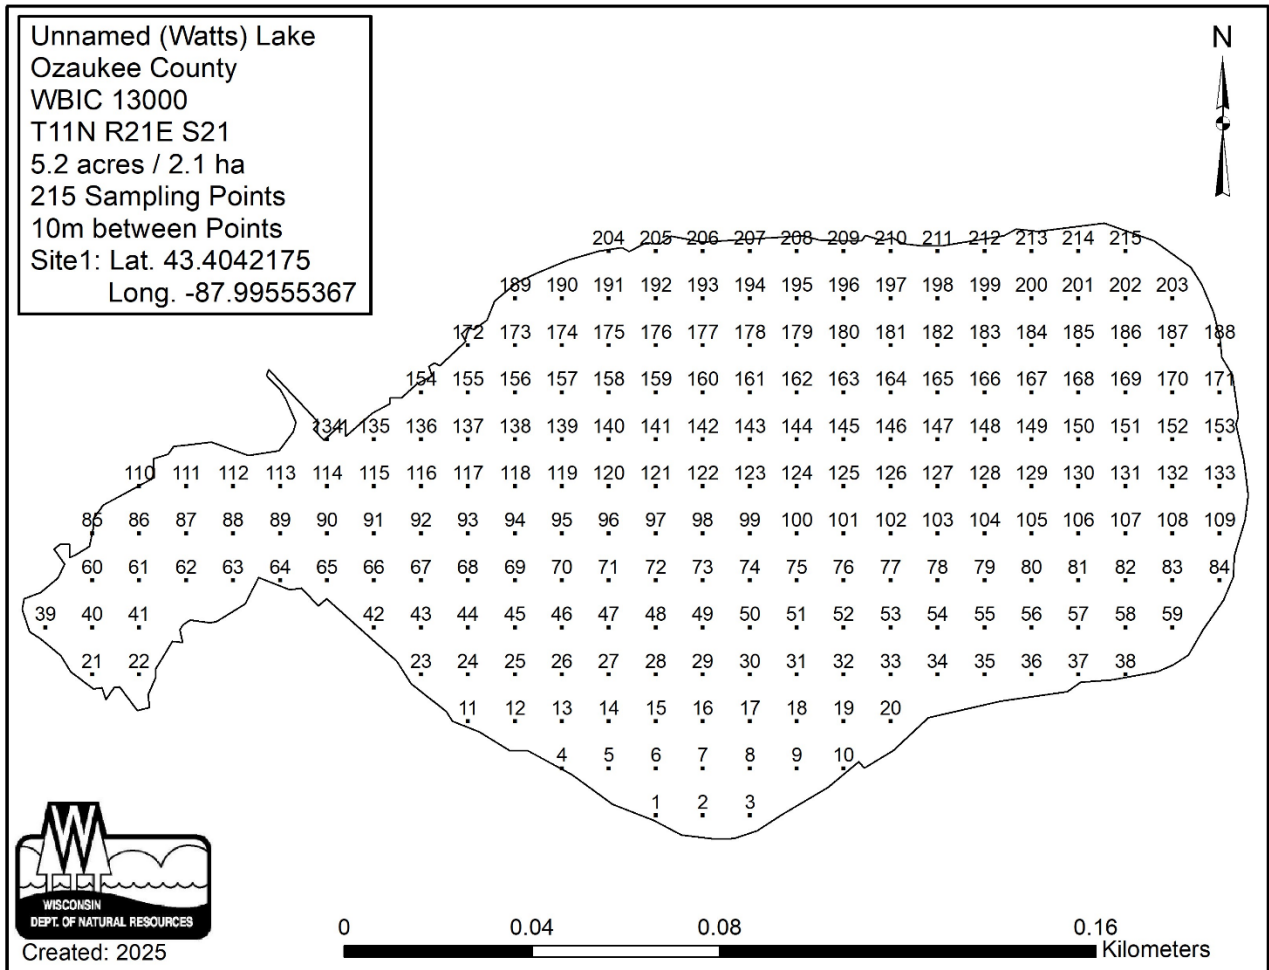 Unnamed (Watts) Lake
Ozaukee County
WBIC 13000
T11N R21E S21
5.2 acres / 2.1 ha
215 Sampling Points
10m between Points
Site1: Lat. 43.4042175
Long. -87.99555367
N
204 205 206 207 208 209 210 211 212 213 214 215
189 190 191 192 193 194 195 196 197 198 199 200 201 202 203
172 173 174 175 176 177 178 179 180 181 182 183 184 185 186 187 188
154 155 156 157 158 159 160 161 162 163 164 165 166 167 168 169 170 171
134 135 136 137 138 139 140 141 142 143 144 145 146 147 148 149 150 151 152 153
110 111 112 113 114 115 116 117 118 119 120 121 122 123 124 125 126 127 128 129 130 131 132 133
85 86 87 88 89 90 91 92 93 94 95 96 97 98 99 100 101 102 103 104 105 106 107 108 109
60 61 62 63 64 65 66 67 68 69 70 71 72 73 74 75 76 77 78 79 80 81 82 83 84
39 40 41 42 43 44 45 46 47 48 49 50 51 52 53 54 55 56 57 58 59
21 22 23 24 25 26 27 28 29 30 31 32 33 34 35 36 37 38
11 12 13 14 15 16 17 18 19 20
4 5 6 7 8 9 10
1 2 3
W
WISCONSIN
DEPT. OF NATURAL RESOURCES
Created: 2025
0 0.04 0.08 0.16
Kilometers